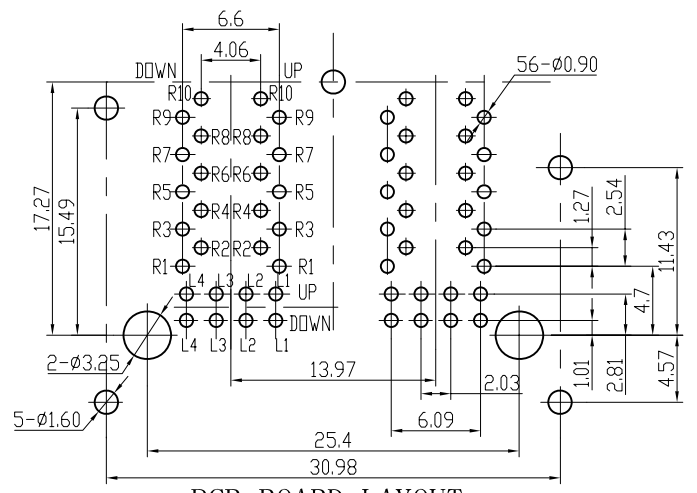 6.6
4.06
DOWN UP
56-ø0.90
R10 R10
R9 R9
R8 R8
R7 R7
R6 R6
R5 R5
R4 R4
R3 R3
R2 R2
R1 R1
17.27
15.49
1.27
2.54
11.43
4.7
L4 L3 L2 L1 UP
DOWN
L4 L3 L2 L1
2-ø3.25
13.97
2.03
1.01
2.81
4.57
5-ø1.60
6.09
25.4
30.98
PCB BOARD LAYOUT